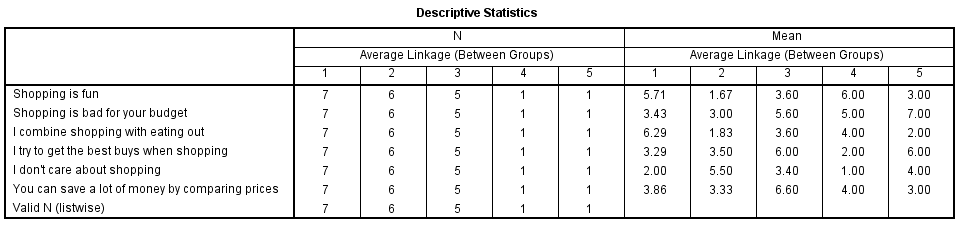 Descriptive Statistics
N Mean
Average Linkage (Between Groups) Average Linkage (Between Groups)
1 2 3 4 5 1 2 3 4 5
Shopping is fun 7 6 5 1 1 5.71 1.67 3.60 6.00 3.00
Shopping is bad for your budget 7 6 5 1 1 3.43 3.00 5.60 5.00 7.00
I combine shopping with eating out 7 6 5 1 1 6.29 1.83 3.60 4.00 2.00
I try to get the best buys when shopping 7 6 5 1 1 3.29 3.50 6.00 2.00 6.00
I don't care about shopping 7 6 5 1 1 2.00 5.50 3.40 1.00 4.00
You can save a lot of money by comparing prices 7 6 5 1 1 3.86 3.33 6.60 4.00 3.00
Valid N (listwise) 7 6 5 1 1